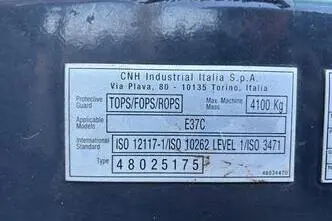 CNH Industrial Italia S.p.A.
Via Plava, 80 - 10135 Torino, Italia
Protective Guard TOPS/FOPS/ROPS Max. Machine Mass 4100 Kg
Applicable Models E37C
International Standard ISO 12117-1/ISO 10262 LEVEL 1/ISO 3471
Type 48025175
48034470